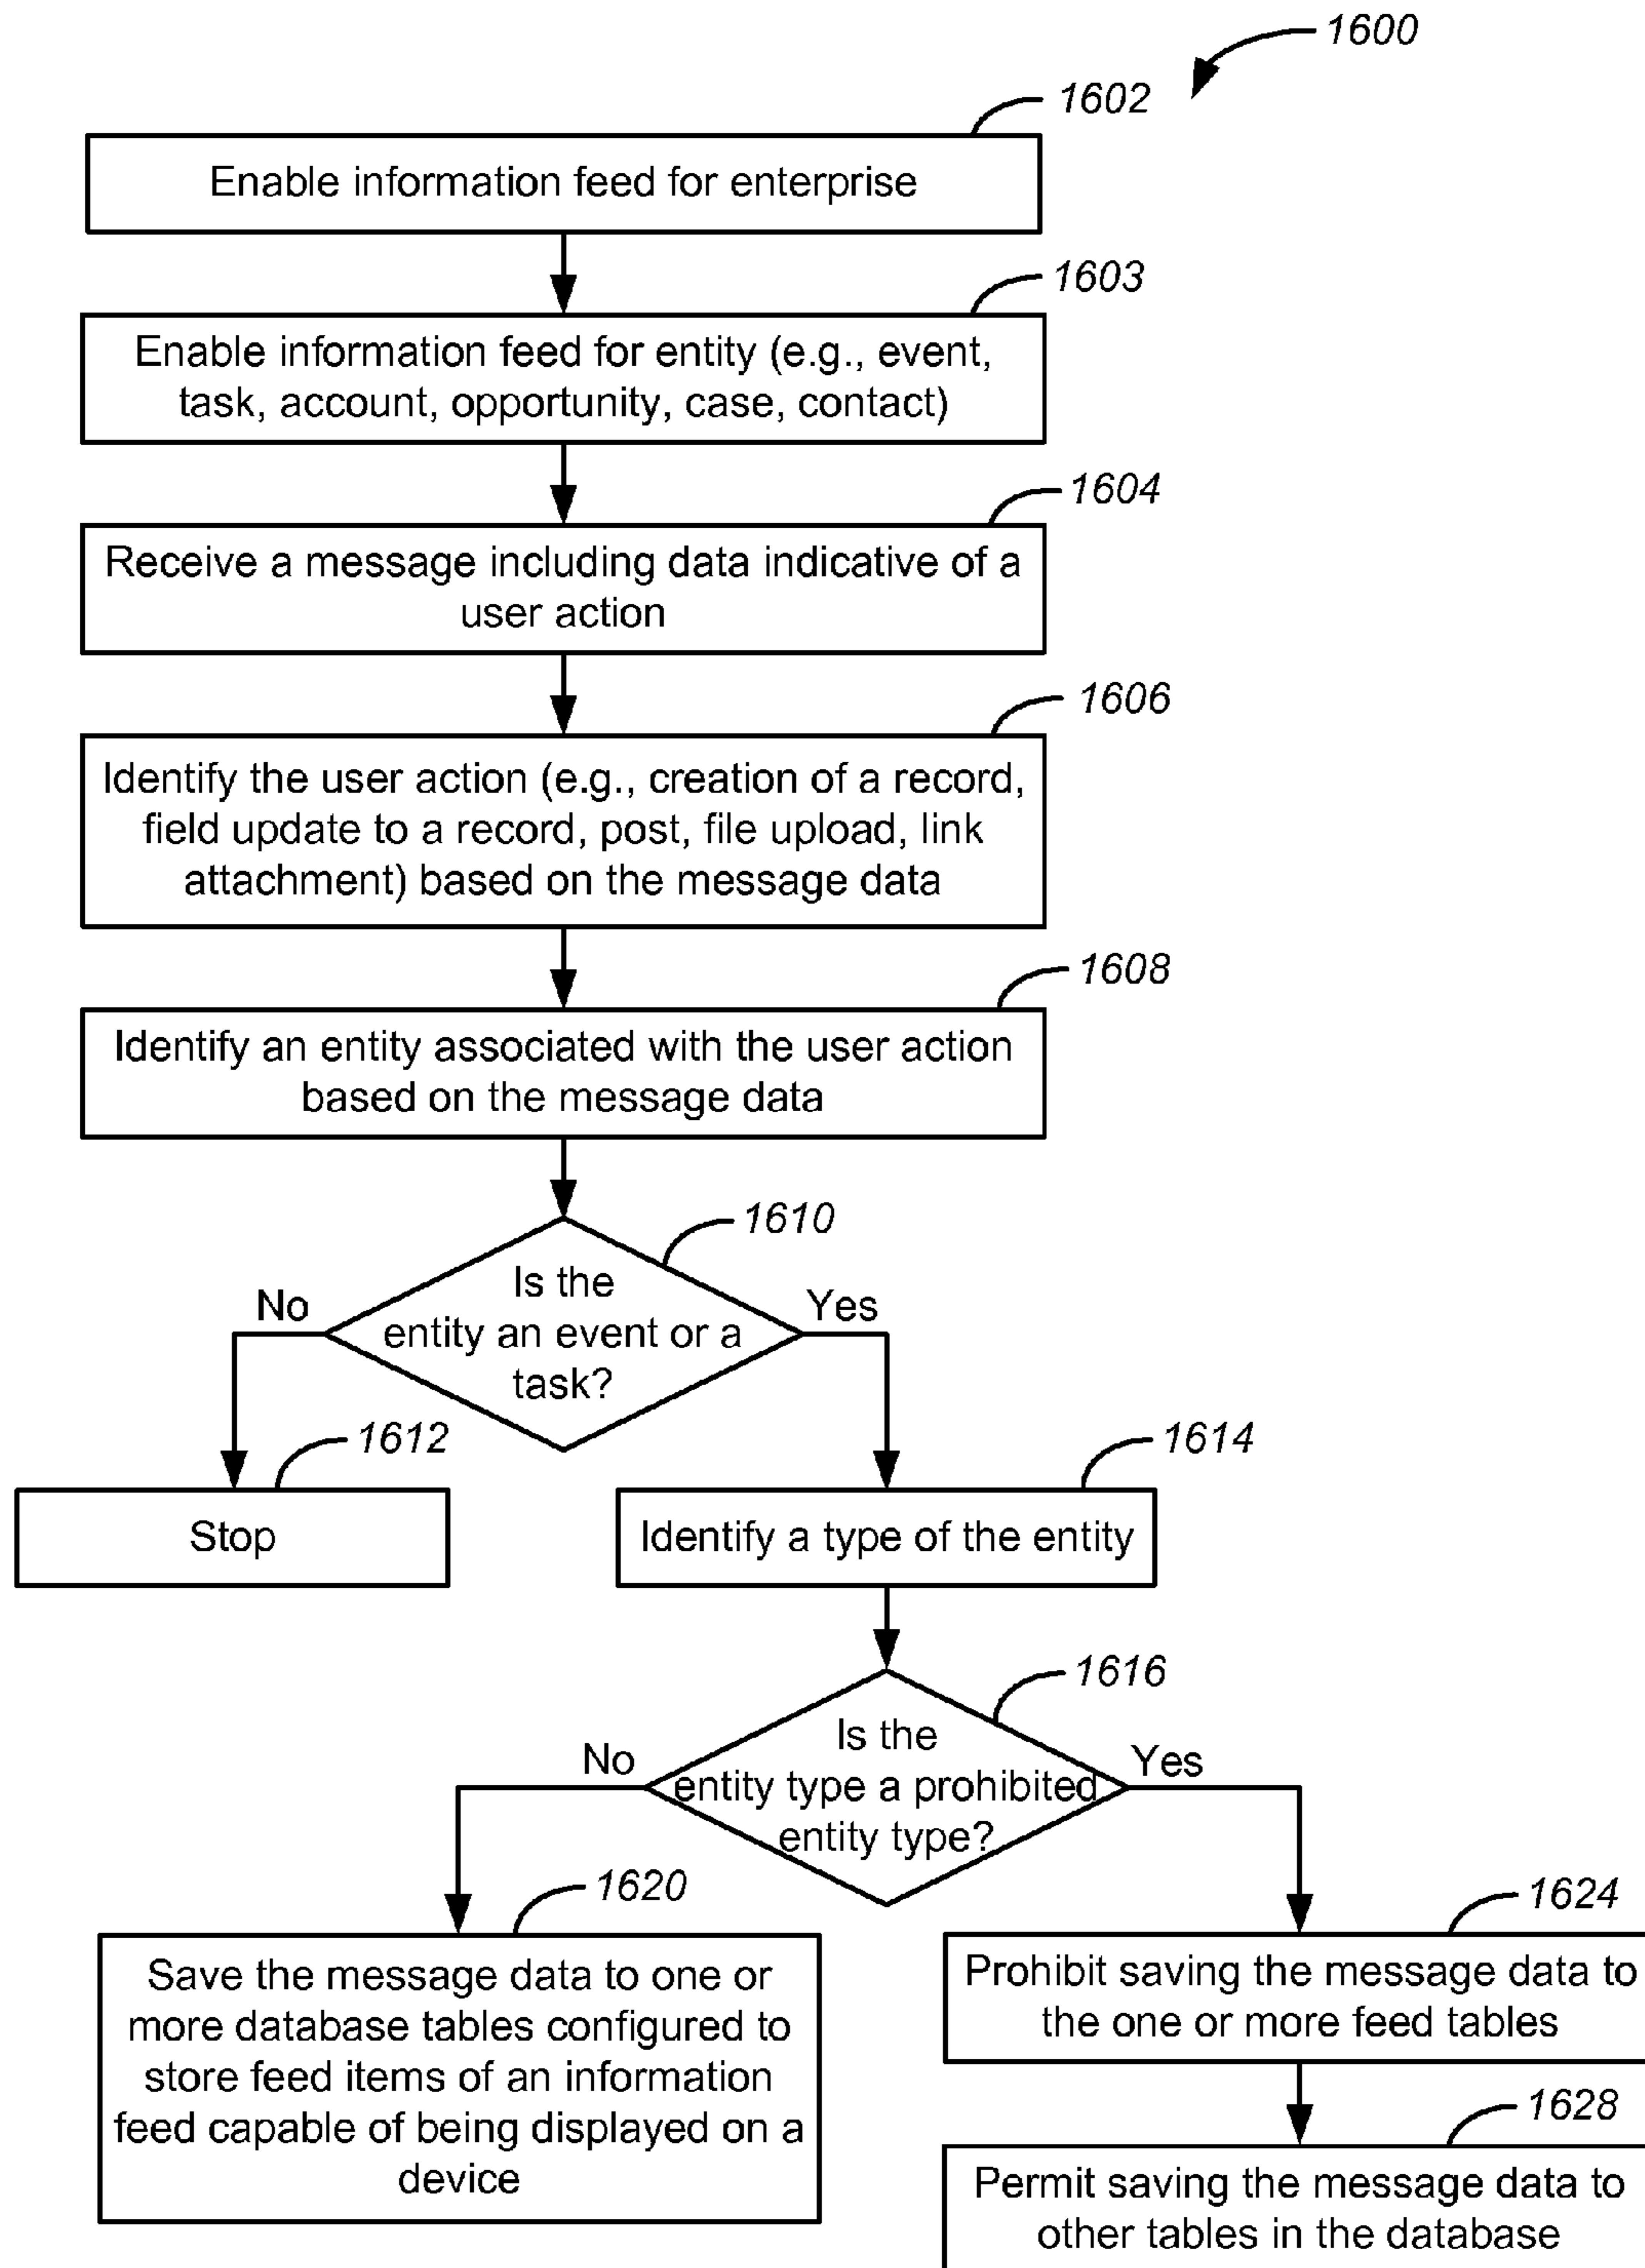 1600
1602
Enable information feed for enterprise
1603
Enable information feed for entity (e.g., event,
task, account, opportunity, case, contact)
1604
Receive a message including data indicative of a
user action
1606
Identify the user action (e.g., creation of a record,
field update to a record, post, file upload, link
attachment) based on the message data
1608
Identify an entity associated with the user action
based on the message data
1610
Is the
entity an event or a
task?
No
Yes
1612
Stop
1614
Identify a type of the entity
1616
Is the
entity type a prohibited
entity type?
No
Yes
1620
Save the message data to one or
more database tables configured to
store feed items of an information
feed capable of being displayed on a
device
1624
Prohibit saving the message data to
the one or more feed tables
1628
Permit saving the message data to
other tables in the database